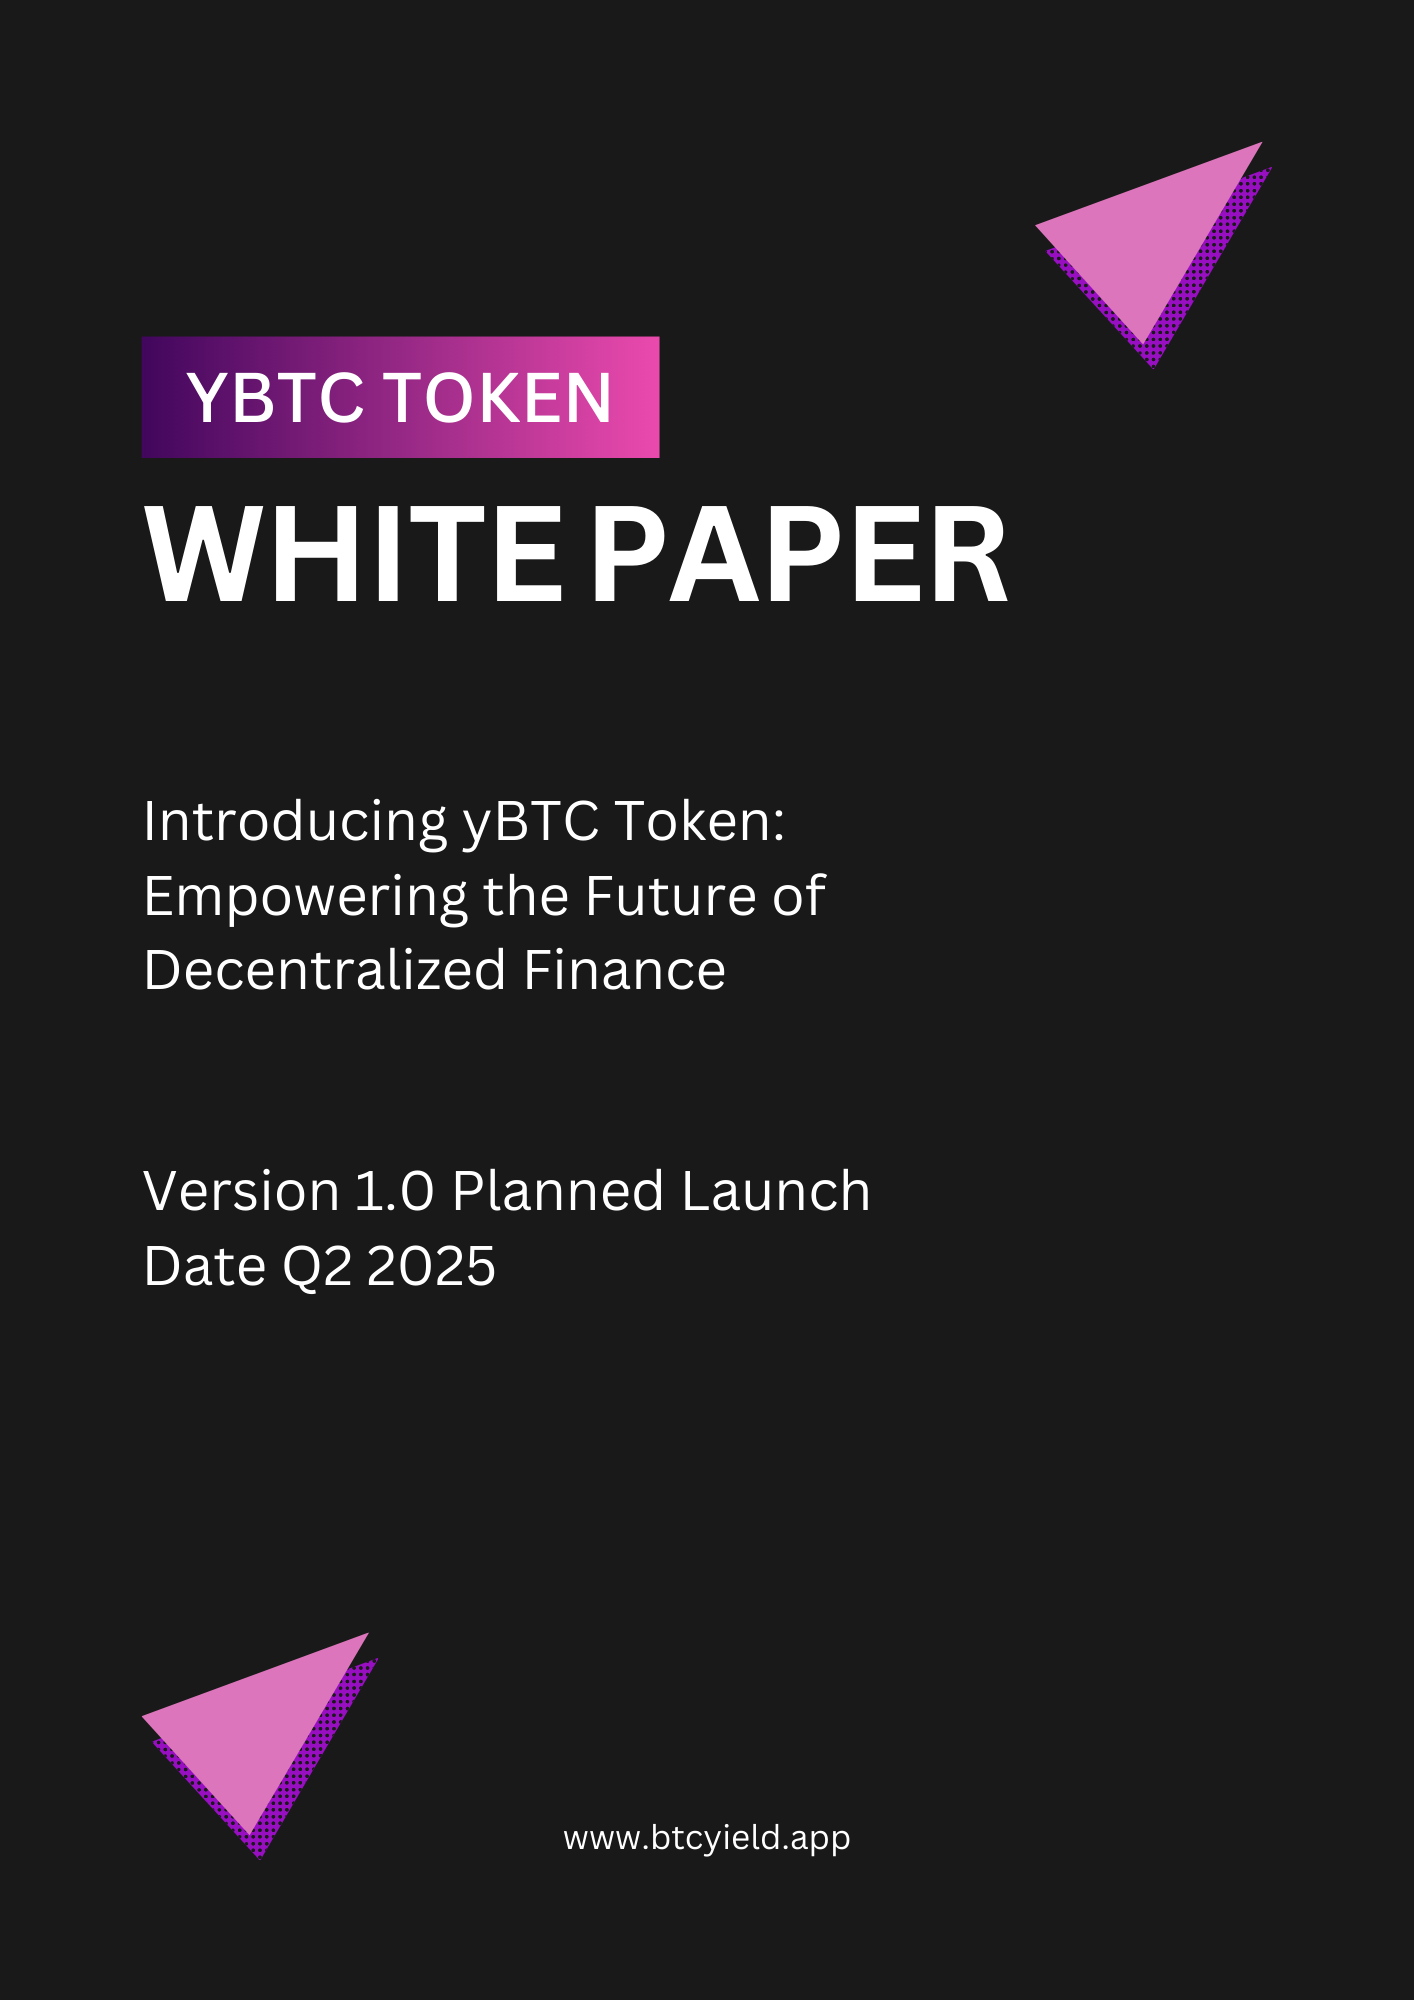 YBTC TOKEN
WHITE PAPER
Introducing yBTC Token:
Empowering the Future of
Decentralized Finance
Version 1.0 Planned Launch
Date Q2 2025
www.btcyield.app